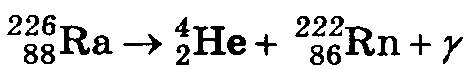 ²²⁶₈₈Ra → ⁴₂He + ²²²₈₆Rn + γ